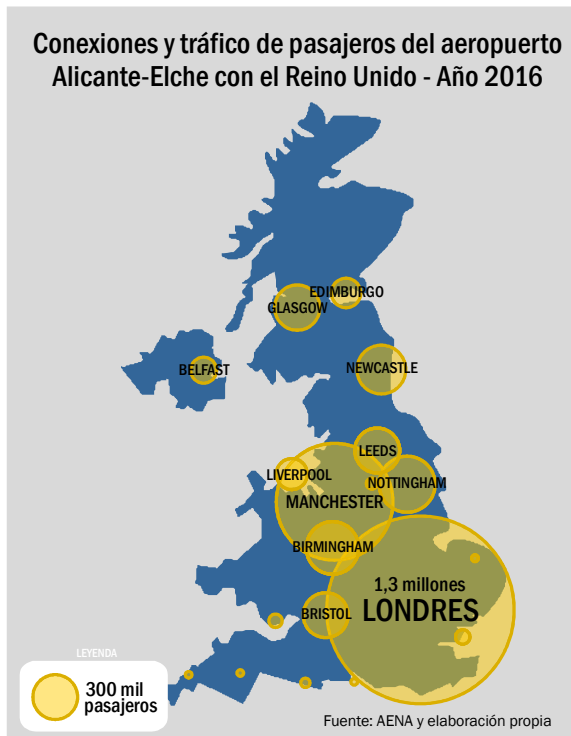 Conexiones y tráfico de pasajeros del aeropuerto
Alicante-Elche con el Reino Unido - Año 2016
EDIMBURGO
GLASGOW
BELFAST
NEWCASTLE
LEEDS
LIVERPOOL
NOTTINGHAM
MANCHESTER
BIRMINGHAM
1,3 millones
LONDRES
BRISTOL
LEYENDA
300 mil
pasajeros
Fuente: AENA y elaboración propia